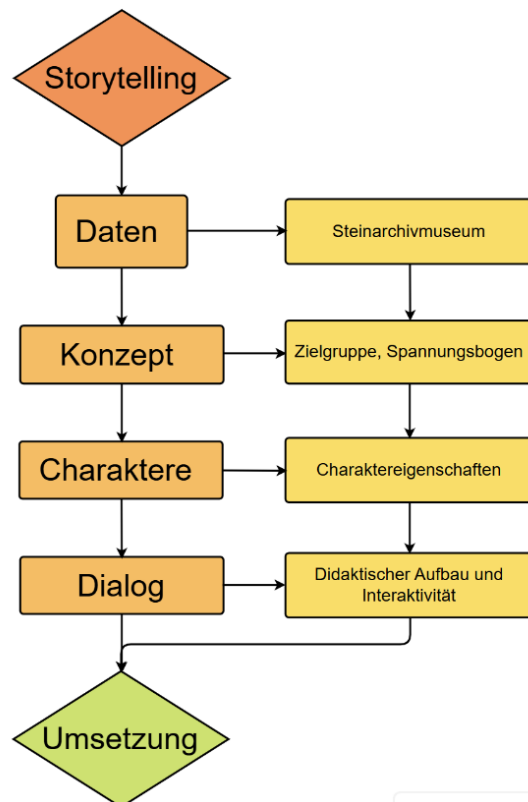 Storytelling
Daten
Steinarchivmuseum
Konzept
Zielgruppe, Spannungsbogen
Charaktere
Charaktereigenschaften
Dialog
Didaktischer Aufbau und
Interaktivität
Umsetzung